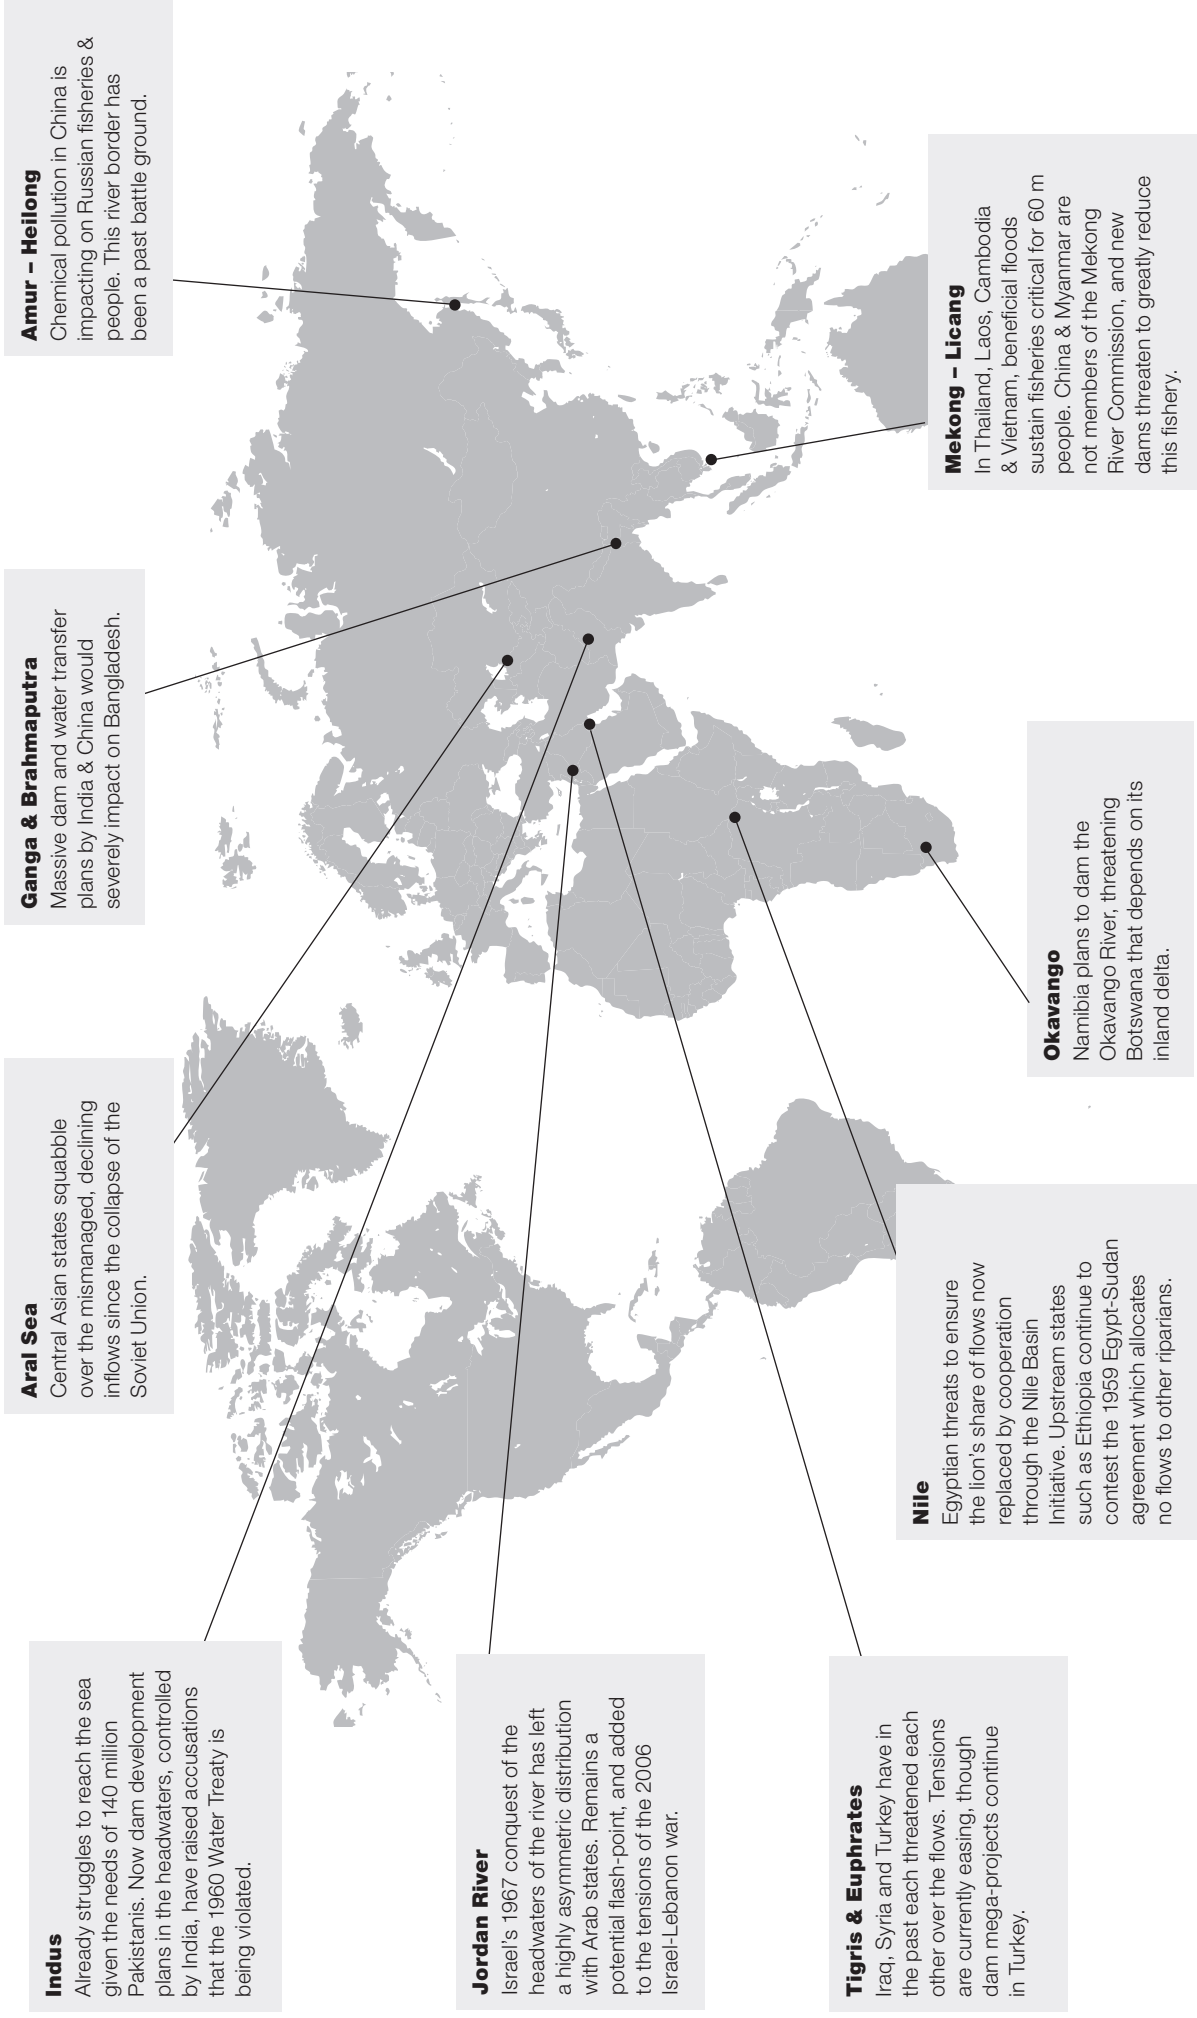 Indus
Already struggles to reach the sea
given the needs of 140 million
Pakistanis. Now dam development
plans in the headwaters, controlled
by India, have raised accusations
that the 1960 Water Treaty is
being violated.
Aral Sea
Central Asian states squabble
over the mismanaged, declining
inflows since the collapse of the
Soviet Union.
Ganga & Brahmaputra
Massive dam and water transfer
plans by India & China would
severely impact on Bangladesh.
Amur – Heilong
Chemical pollution in China is
impacting on Russian fisheries &
people. This river border has
been a past battle ground.
Jordan River
Israel's 1967 conquest of the
headwaters of the river has left
a highly asymmetric distribution
with Arab states. Remains a
potential flash-point, and added
to the tensions of the 2006
Israel-Lebanon war.
Tigris & Euphrates
Iraq, Syria and Turkey have in
the past each threatened each
other over the flows. Tensions
are currently easing, though
dam mega-projects continue
in Turkey.
Nile
Egyptian threats to ensure
the lion's share of flows now
replaced by cooperation
through the Nile Basin
Initiative. Upstream states
such as Ethiopia continue to
contest the 1959 Egypt-Sudan
agreement which allocates
no flows to other riparians.
Okavango
Namibia plans to dam the
Okavango River, threatening
Botswana that depends on its
inland delta.
Mekong – Licang
In Thailand, Laos, Cambodia
& Vietnam, beneficial floods
sustain fisheries critical for 60 m
people. China & Myanmar are
not members of the Mekong
River Commission, and new
dams threaten to greatly reduce
this fishery.